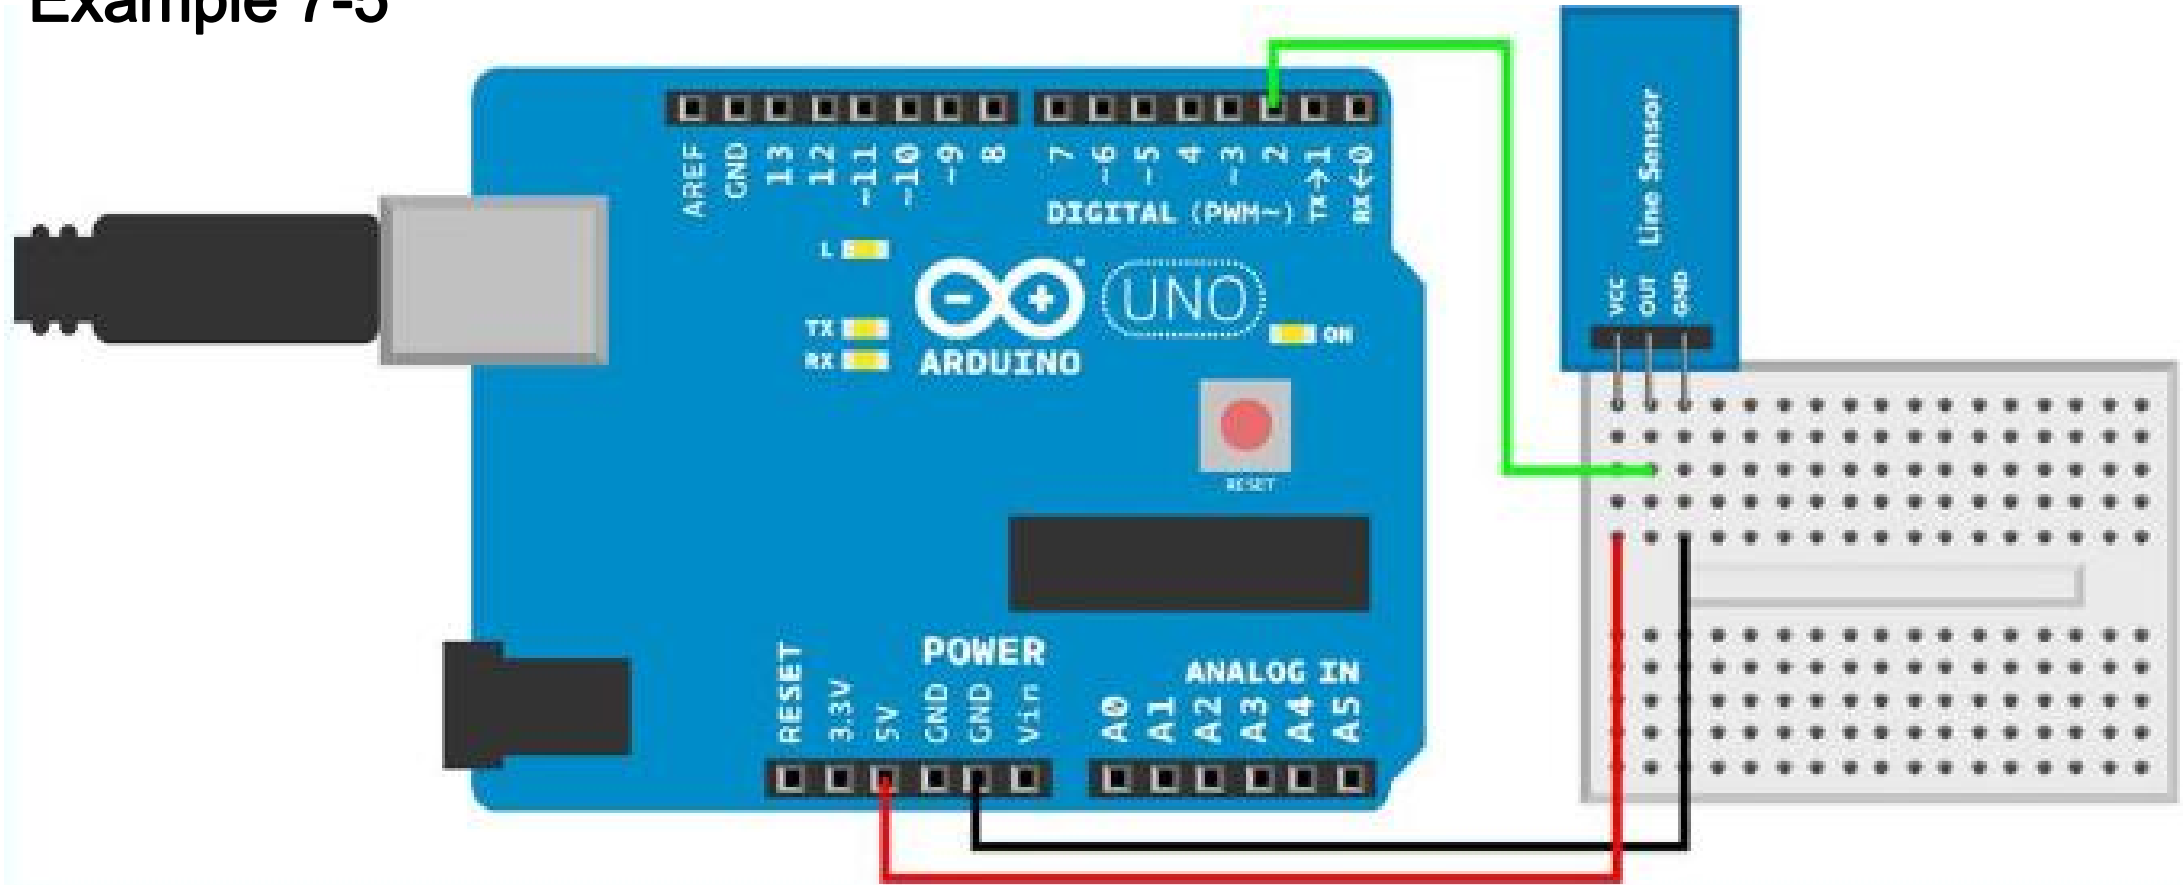 Example 7-5
AREF
GND
13
12
~11
~10
~9
8
7
~6
~5
4
~3
2
TX→1
RX←0
DIGITAL (PWM~)
L
TX
RX
ARDUINO
UNO
ON
RESET
POWER
RESET
3.3V
5V
GND
GND
Vin
ANALOG IN
A0
A1
A2
A3
A4
A5
Line Sensor
VCC
OUT
GND